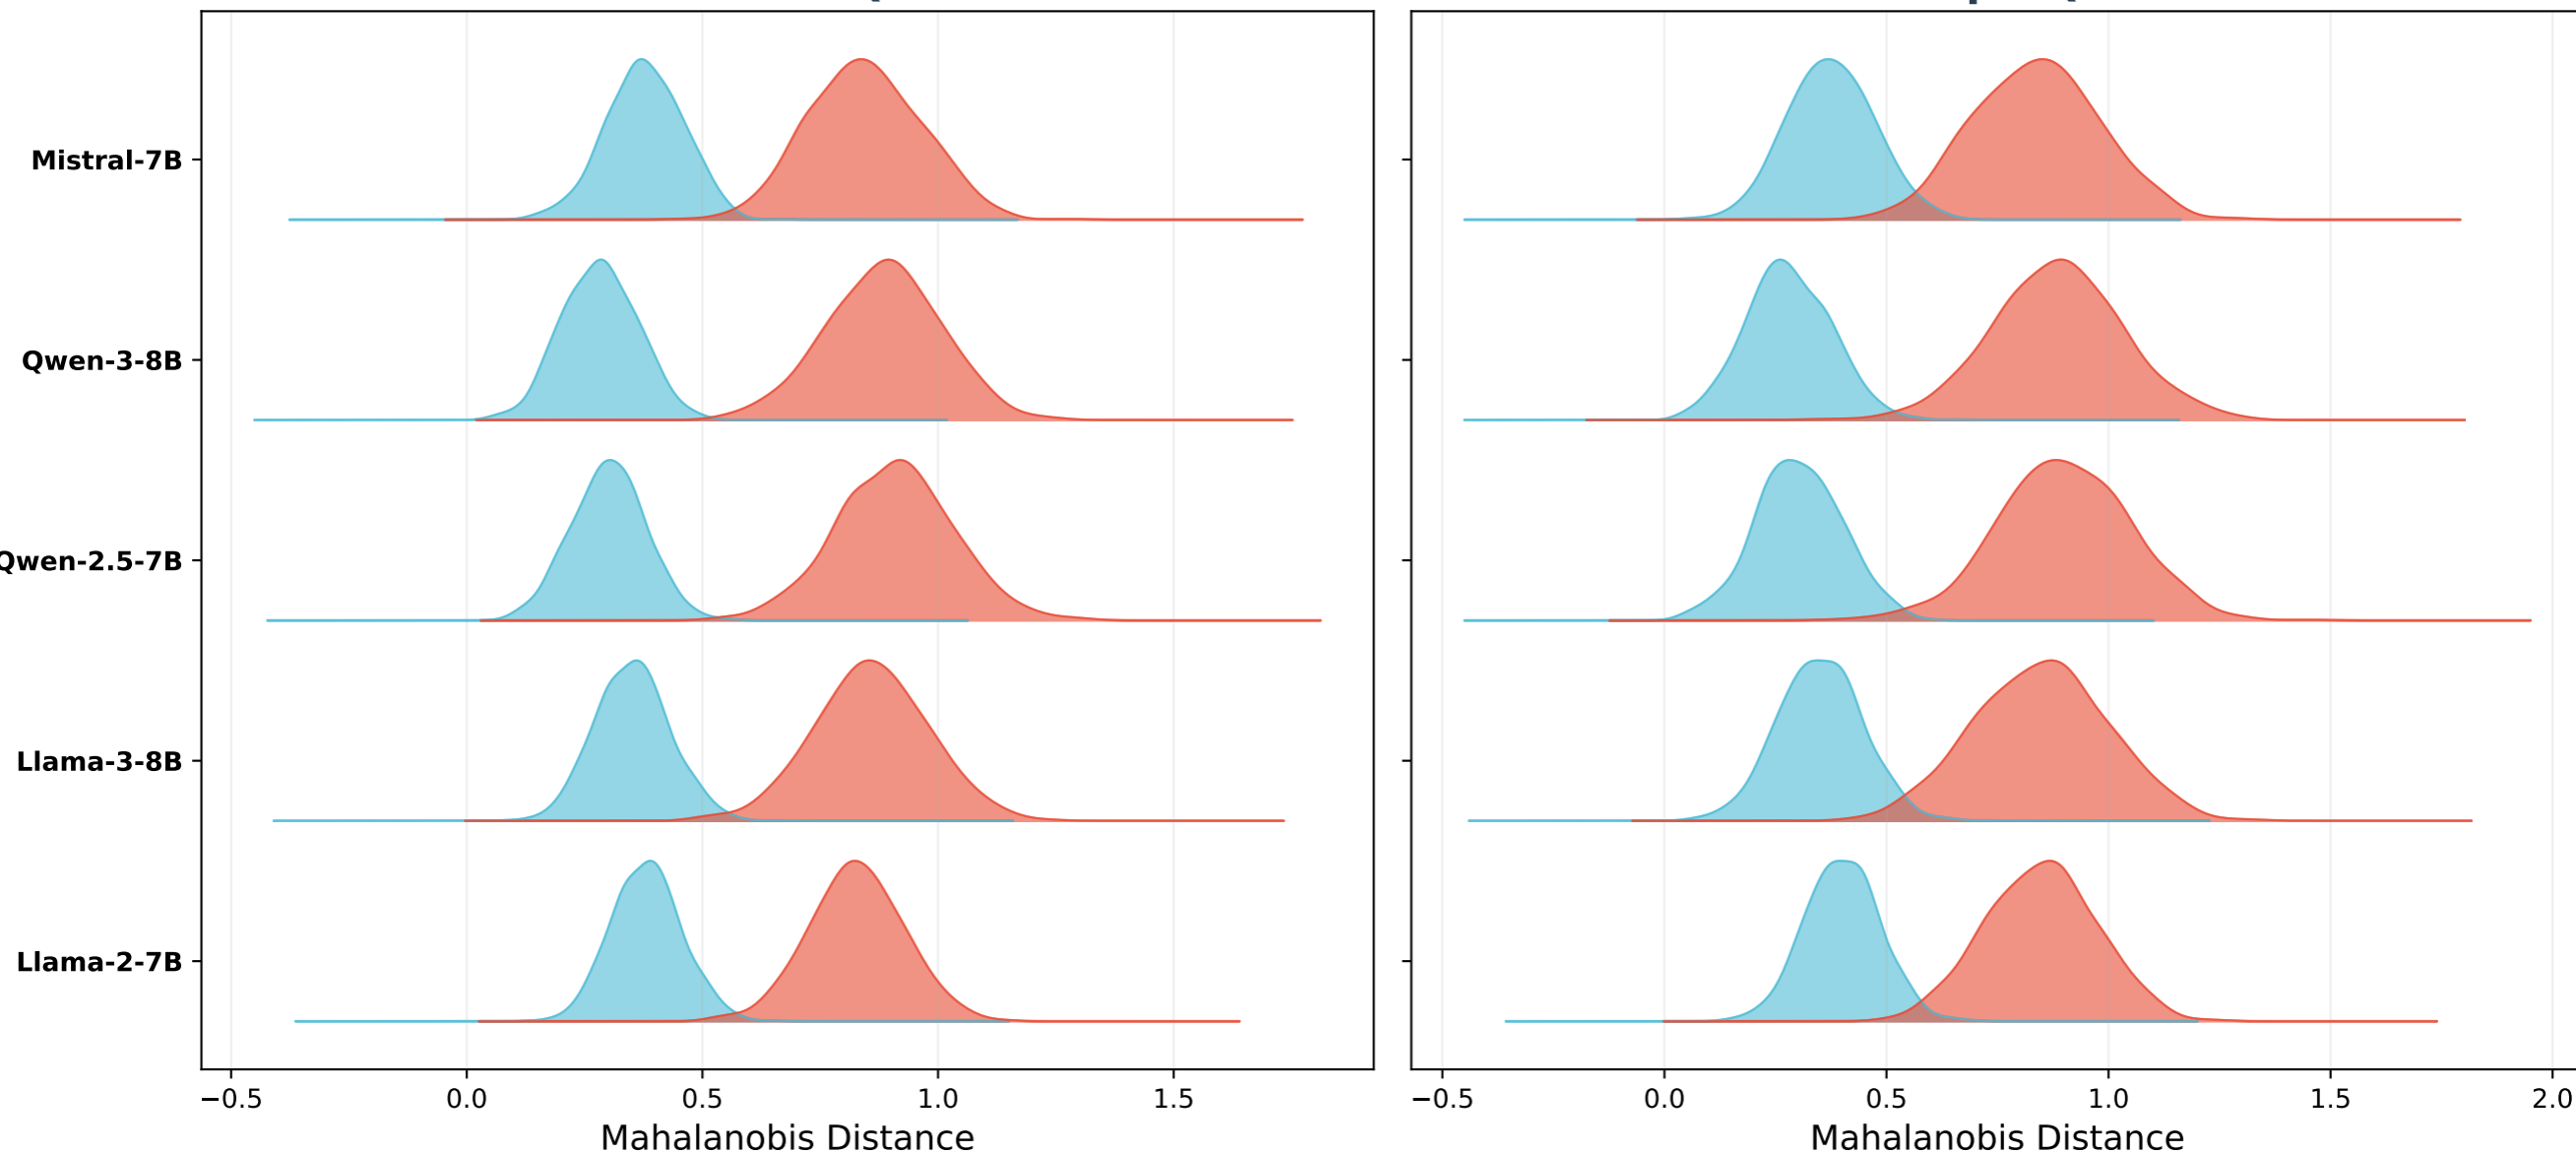 Mistral-7B
Qwen-3-8B
Qwen-2.5-7B
Llama-3-8B
Llama-2-7B
−0.5 0.0 0.5 1.0 1.5
−0.5 0.0 0.5 1.0 1.5 2.0
Mahalanobis Distance
Mahalanobis Distance